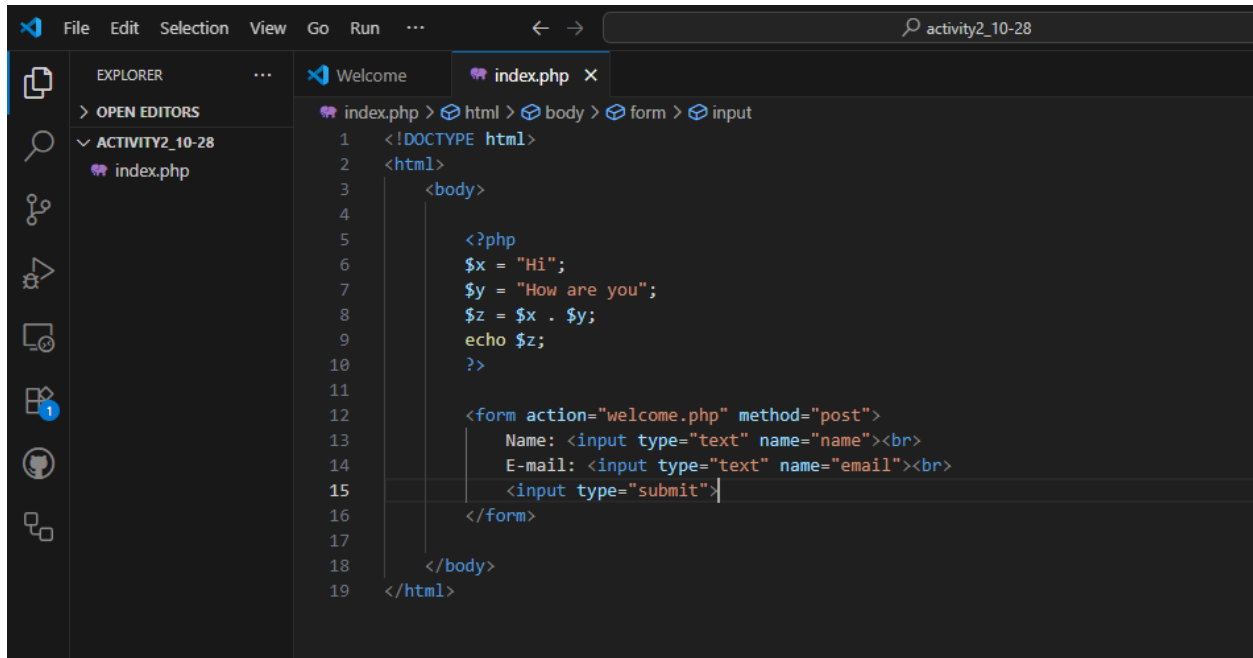 File Edit Selection View Go Run ··· ← → activity2_10-28
EXPLORER ···
Welcome
index.php ×
> OPEN EDITORS
ACTIVITY2_10-28
index.php
index.php > html > body > form > input
1 <!DOCTYPE html>
2 <html>
3 <body>
4
5 <?php
6 $x = "Hi";
7 $y = "How are you";
8 $z = $x . $y;
9 echo $z;
10 ?>
11
12 <form action="welcome.php" method="post">
13 Name: <input type="text" name="name"><br>
14 E-mail: <input type="text" name="email"><br>
15 <input type="submit">
16 </form>
17
18 </body>
19 </html>
1